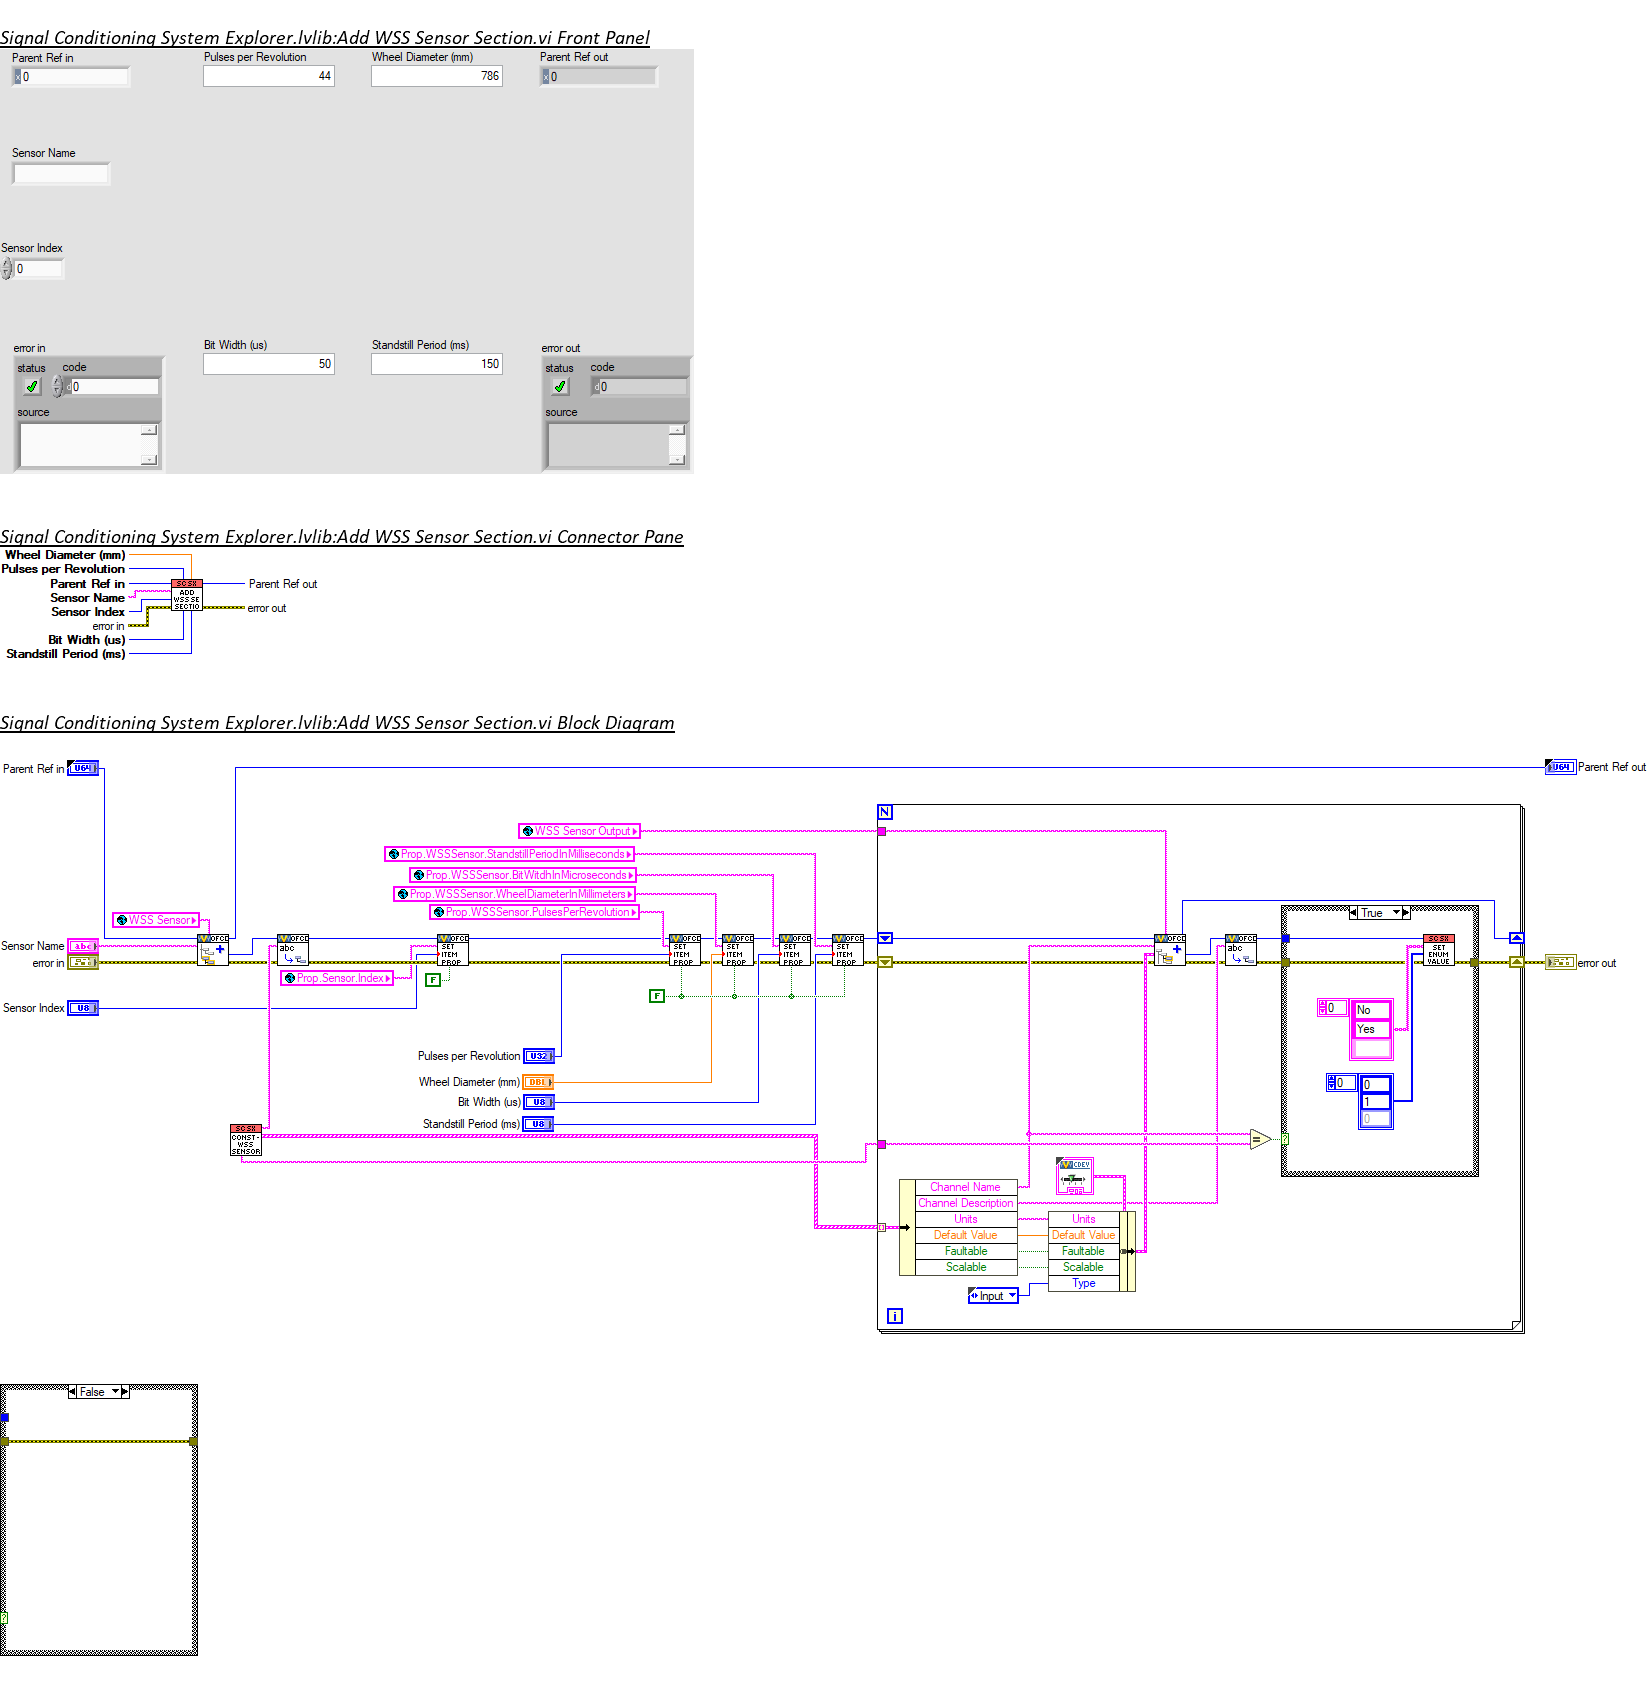 Signal Conditioning System Explorer.lvlib:Add WSS Sensor Section.vi Front Panel
Parent Ref in
Pulses per Revolution
Wheel Diameter (mm)
Parent Ref out
x 0
44
786
x 0
Sensor Name
Sensor Index
0
error in
Bit Width (us)
Standstill Period (ms)
error out
status
code
50
150
status
code
d 0
d 0
source
source
Signal Conditioning System Explorer.lvlib:Add WSS Sensor Section.vi Connector Pane
Wheel Diameter (mm)
Pulses per Revolution
Parent Ref in
Parent Ref out
Sensor Name
Sensor Index
error out
error in
Bit Width (us)
Standstill Period (ms)
SCSX
ADD
WSS SE
SECTIO
Signal Conditioning System Explorer.lvlib:Add WSS Sensor Section.vi Block Diagram
Parent Ref in
U64
U64
Parent Ref out
N
WSS Sensor Output
Prop.WSSSensor.StandstillPeriodInMilliseconds
Prop.WSSSensor.BitWitdhInMicroseconds
Prop.WSSSensor.WheelDiameterInMillimeters
Prop.WSSSensor.PulsesPerRevolution
WSS Sensor
True
Sensor Name
abc
error in
abc
SET
ITEM
SET
ITEM
PROP
SET
ITEM
PROP
SET
ITEM
PROP
SET
ITEM
PROP
abc
SCSX
SET
ENUM
VALUE
error out
Prop.Sensor.Index
F
F
Sensor Index
U8
0
No
Yes
Pulses per Revolution
U32
Wheel Diameter (mm)
DBL
0
0
1
0
Bit Width (us)
U8
Standstill Period (ms)
U8
SCSX
CONST-
WSS
SENSOR
=
?
CDEV
Channel Name
Channel Description
Units
Units
Default Value
Default Value
Faultable
Faultable
Scalable
Scalable
Type
Input
i
False
?